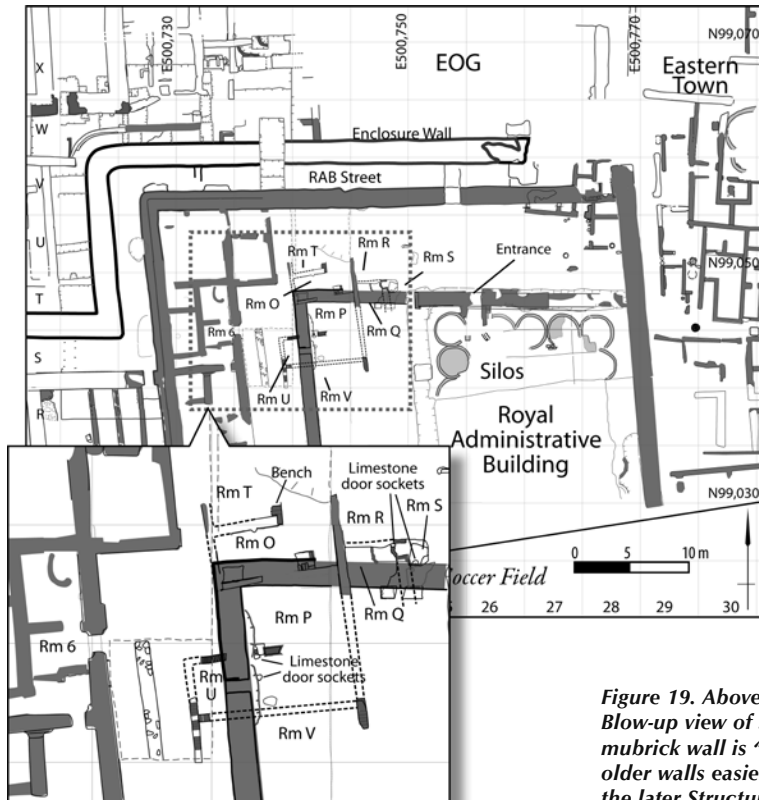 E500,730
E500,750
E500,770
N99,070
EOG
Eastern
Town
X
W
Enclosure Wall
V
RAB Street
U
Rm T
Rm R
Rm S
Entrance
N99,050
T
Rm O
Rm P
Rm 6
Rm Q
S
Rm U
Rm V
Silos
R
Royal
Administrative
Building
N99,030
Bench
Limestone
door sockets
Rm T
Rm R
Rm S
Rm O
0 5 10 m
occer Field
Rm Q
26 27 28 29 30
Rm P
Rm 6
Limestone
door sockets
Rm
U
Rm V
Figure 19. Above
Blow-up view of
mubrick wall is
older walls easie
the later Structu